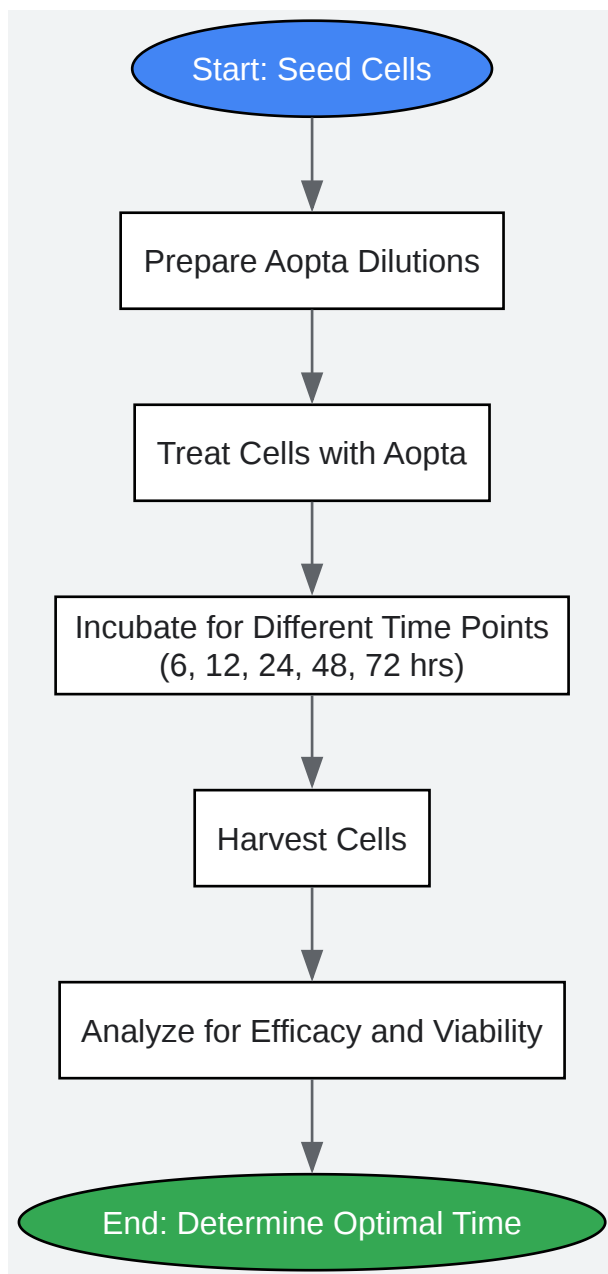 Start: Seed Cells
Prepare Aopta Dilutions
Treat Cells with Aopta
Incubate for Different Time Points
(6, 12, 24, 48, 72 hrs)
Harvest Cells
Analyze for Efficacy and Viability
End: Determine Optimal Time